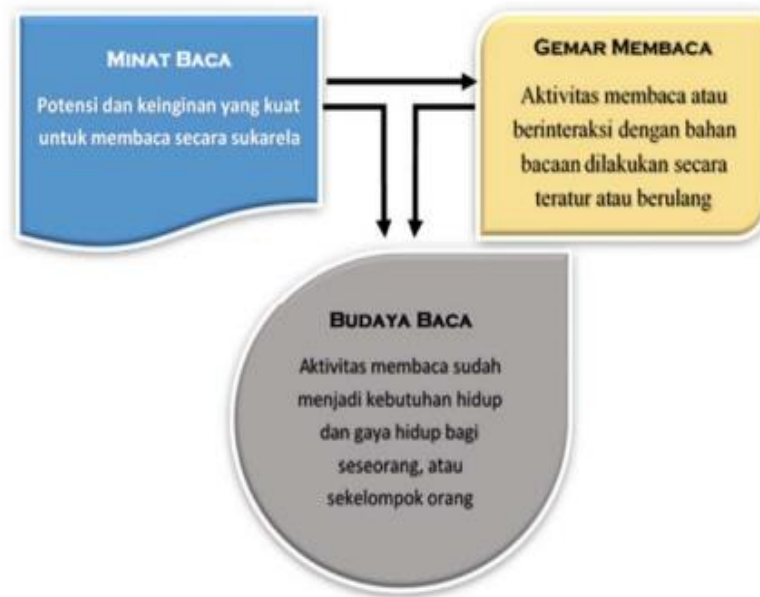 MINAT BACA
Potensi dan keinginan yang kuat
untuk membaca secara sukarela
GEMAR MEMBACA
Aktivitas membaca atau
berinteraksi dengan bahan
bacaan dilakukan secara
teratur atau berulang
BUDAYA BACA
Aktivitas membaca sudah
menjadi kebutuhan hidup
dan gaya hidup bagi
seseorang, atau
sekelompok orang